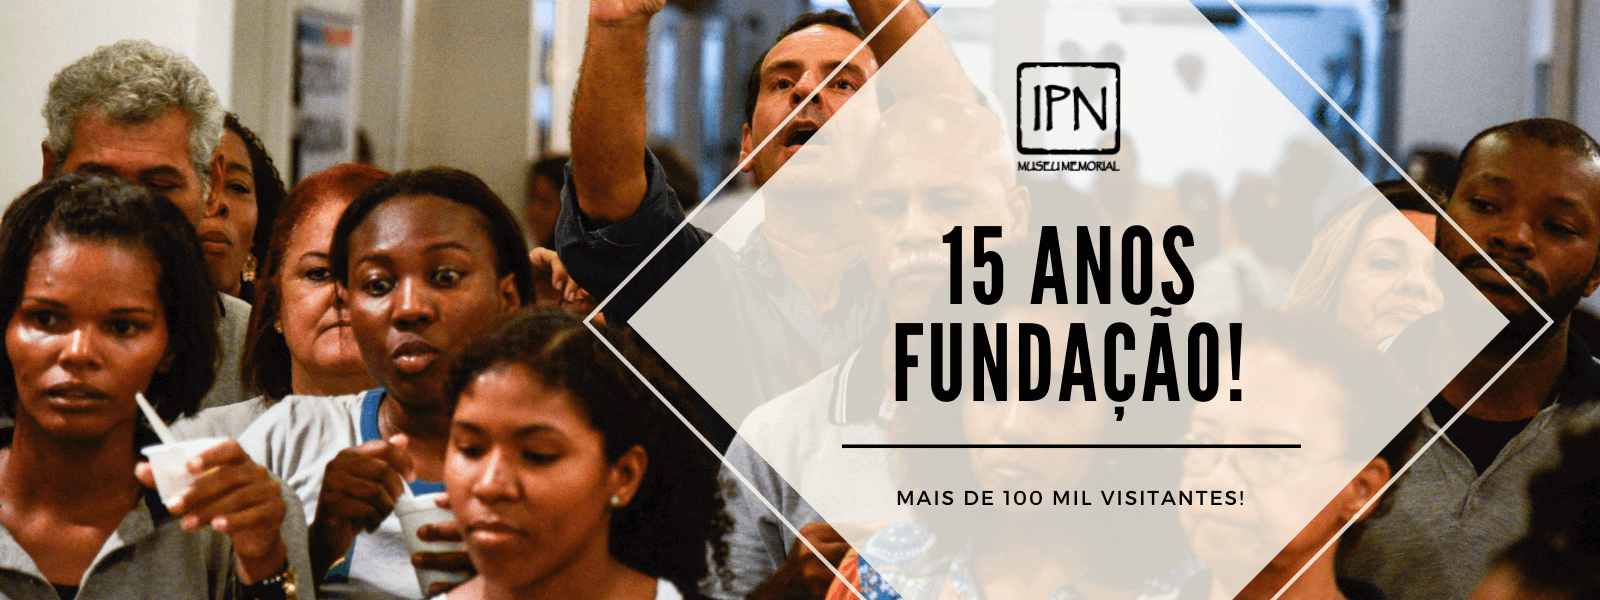 IPN
MUSEU MEMORIAL
15 ANOS
FUNDAÇÃO!
MAIS DE 100 MIL VISITANTES!